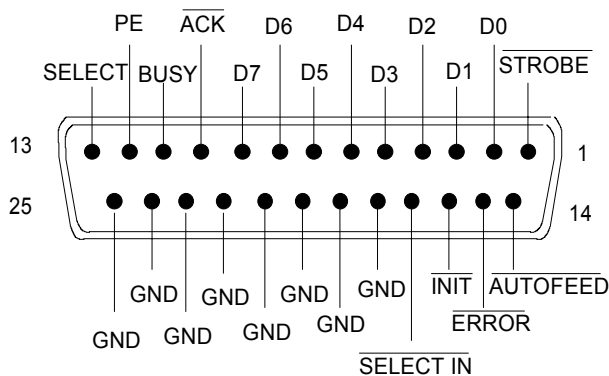 PE ACK D6 D4 D2 D0
SELECT BUSY D7 D5 D3 D1 STROBE
13 1
25 14
GND GND GND GND INIT AUTOFEED
GND GND GND GND ERROR
SELECT IN